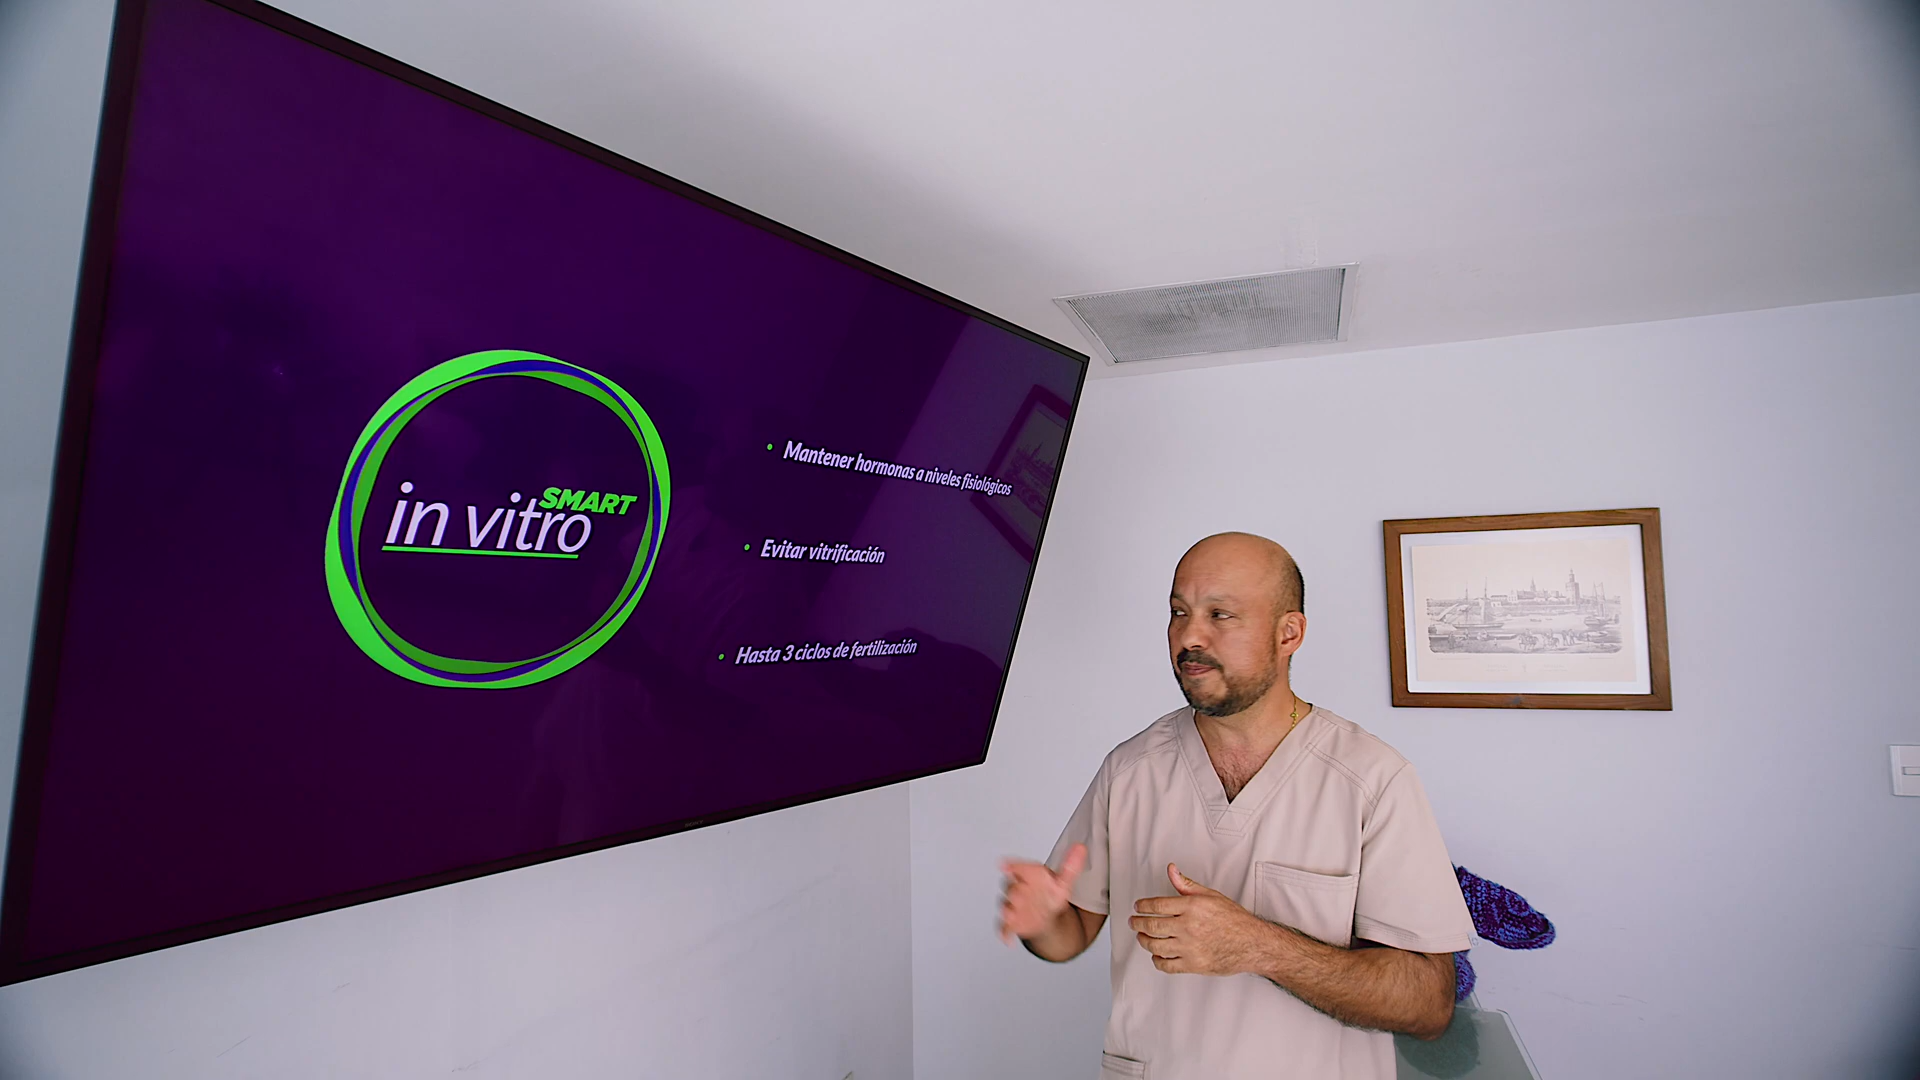 SMART
in vitro
• Mantener hormonas a niveles fisiológicos
• Evitar vitrificación
• Hasta 3 ciclos de fertilización